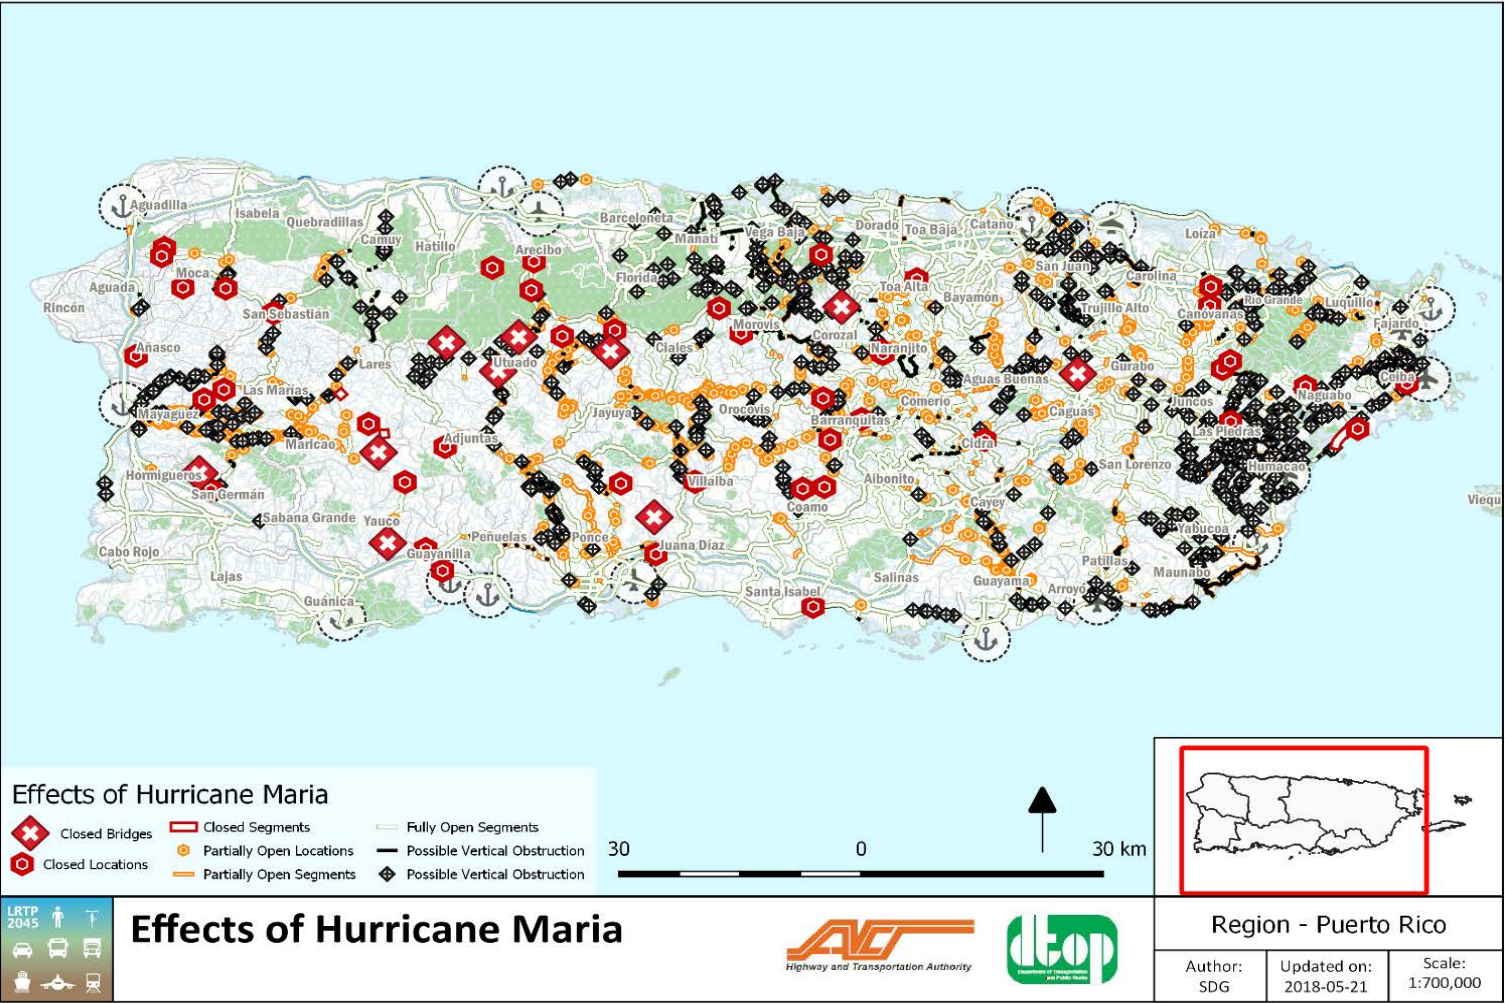 Aguadilla
Isabela
Quebradillas
Camuy
Hatillo
Arecibo
Barceloneta
Manatí
Vega Baja
Dorado
Toa Baja
Cataño
Loíza
San Juan
Carolina
Moca
Aguada
Rincón
San Sebastián
Florida
Toa Alta
Bayamón
Trujillo Alto
Canóvanas
Río Grande
Luquillo
Fajardo
Añasco
Lares
Utuado
Ciales
Morovis
Corozal
Naranjito
Aguas Buenas
Gurabo
Ceiba
Las Marías
Mayagüez
Maricao
Jayuya
Orocovis
Barranquitas
Comerío
Caguas
Juncos
Naguabo
Las Piedras
Adjuntas
Cidra
Hormigueros
San Germán
Villalba
Aibonito
San Lorenzo
Humacao
Sabana Grande
Yauco
Coamo
Cayey
Yabucoa
Vieq
Cabo Rojo
Guayanilla
Peñuelas
Ponce
Juana Díaz
Lajas
Guánica
Santa Isabel
Salinas
Guayama
Arroyo
Patillas
Maunabo
Effects of Hurricane Maria
Closed Bridges
Closed Locations
Closed Segments
Partially Open Locations
Partially Open Segments
Fully Open Segments
Possible Vertical Obstruction
Possible Vertical Obstruction
30 0 30 km
LRTP
2045
Effects of Hurricane Maria
Highway and Transportation Authority
dtop
Department of Transportation
and Public Works
Region - Puerto Rico
Author:
SDG
Updated on:
2018-05-21
Scale:
1:700,000